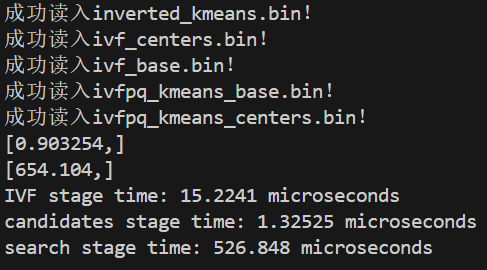 成功读入inverted_kmeans.bin!
成功读入ivf_centers.bin!
成功读入ivf_base.bin!
成功读入ivfpq_kmeans_base.bin!
成功读入ivfpq_kmeans_centers.bin!
[0.903254,]
[654.104,]
IVF stage time: 15.2241 microseconds
candidates stage time: 1.32525 microseconds
search stage time: 526.848 microseconds